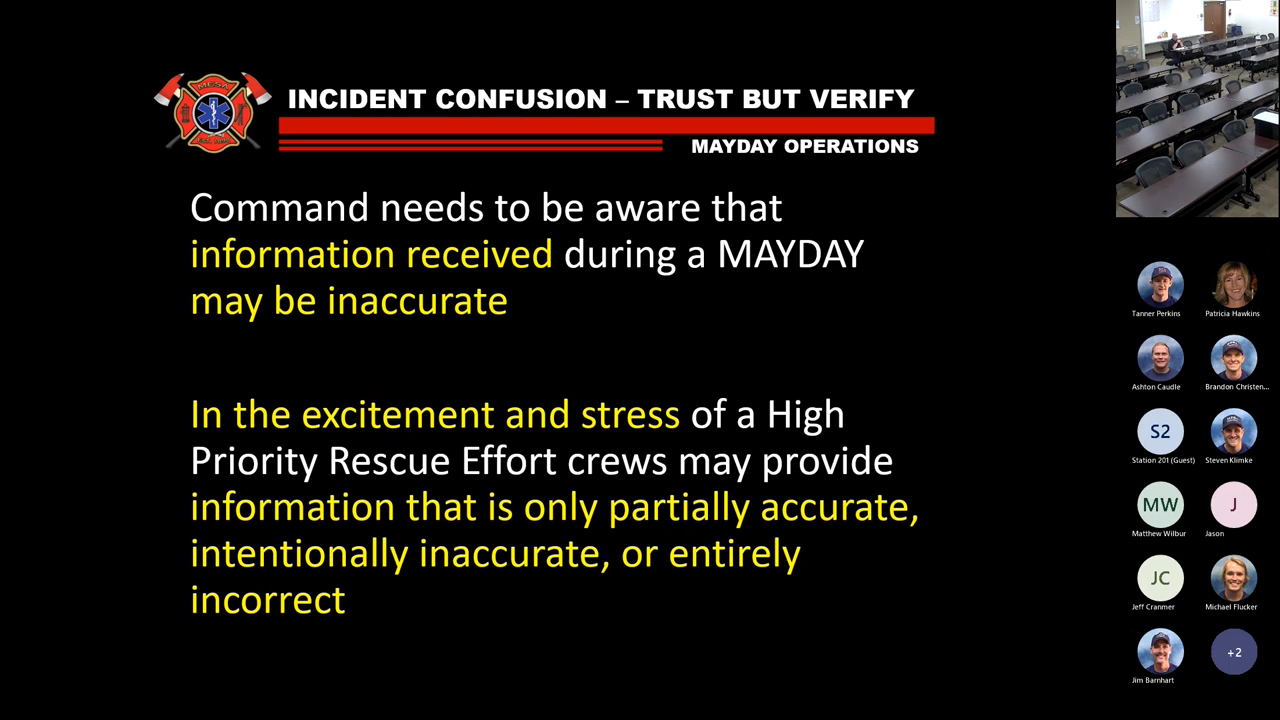 INCIDENT CONFUSION – TRUST BUT VERIFY
MAYDAY OPERATIONS
Command needs to be aware that
information received during a MAYDAY
may be inaccurate
In the excitement and stress of a High
Priority Rescue Effort crews may provide
information that is only partially accurate,
intentionally inaccurate, or entirely
incorrect
MESA
Tanner Perkins
Patricia Hawkins
Ashton Caudle
Brandon Christen...
S2
Station 201 (Guest)
Steven Klimke
MW
J
Matthew Wilbur
Jason
JC
Jeff Cranmer
Michael Flucker
Jim Barnhart
+2